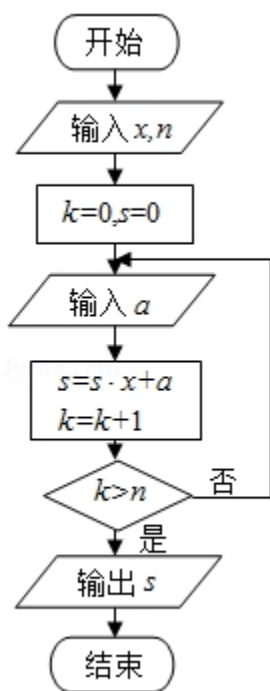 开始
输入 x,n
k=0,s=0
输入 a
s=s·x+a
k=k+1
k>n
否
是
输出 s
结束